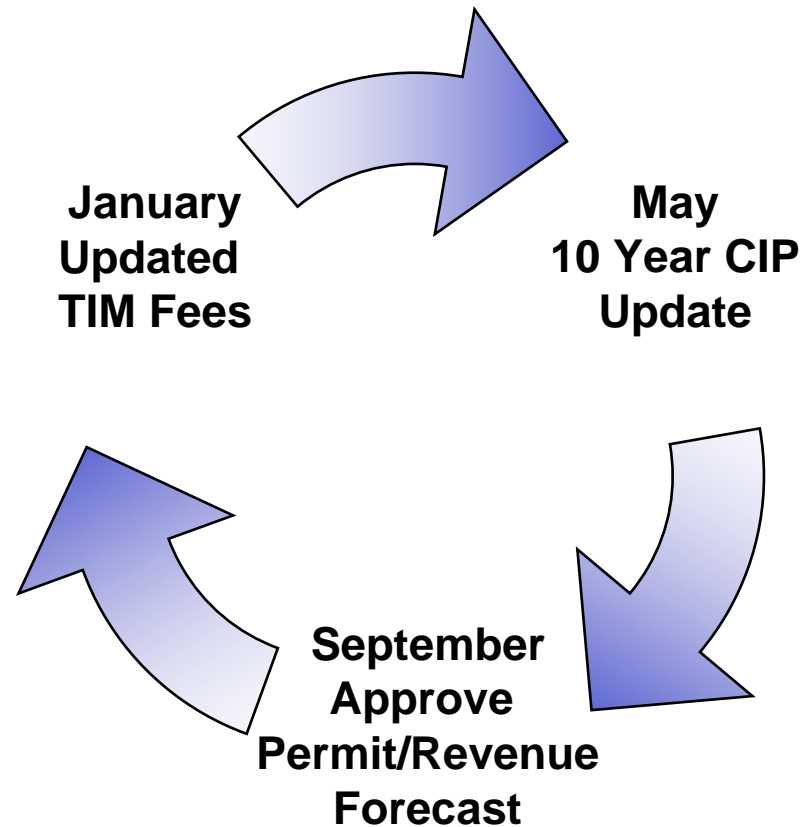 January
Updated
TIM Fees
May
10 Year CIP
Update
September
Approve
Permit/Revenue
Forecast